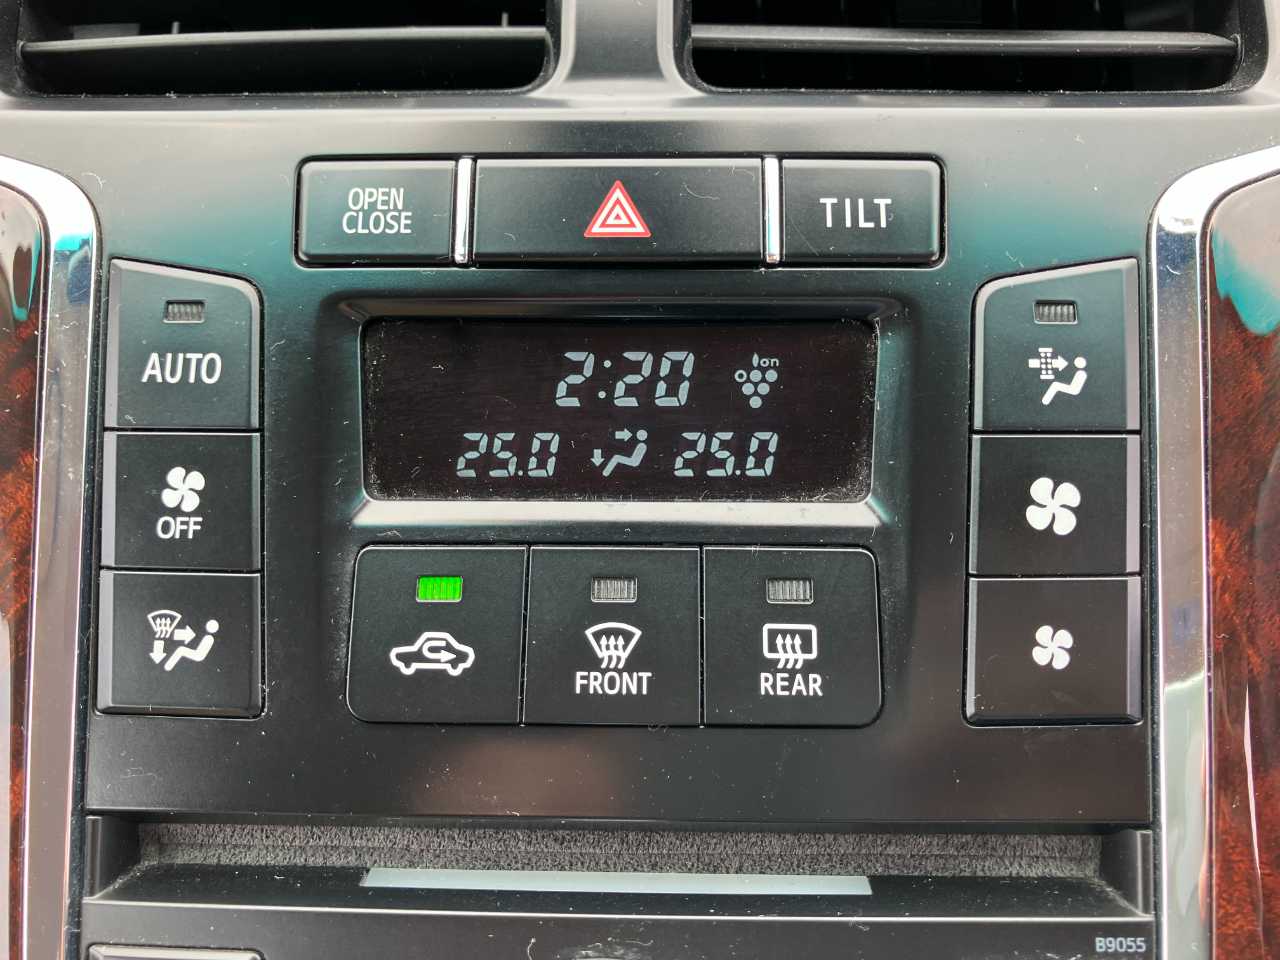 OPEN
CLOSE
TILT
AUTO
2:20
ion
25.0
25.0
OFF
FRONT
REAR
B9055